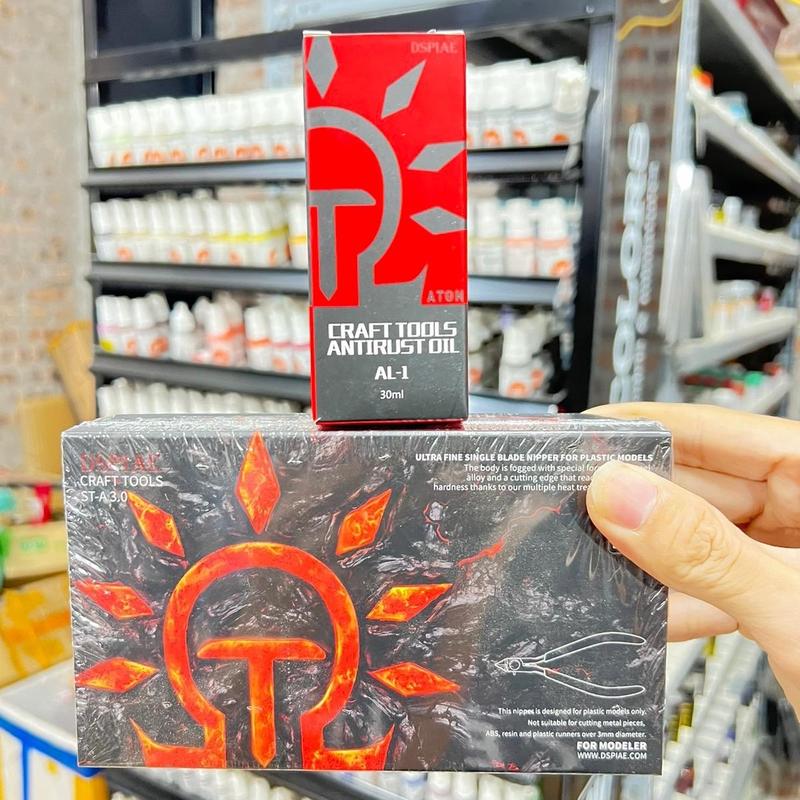 DSPIAE
ATON
CRAFT TOOLS
ANTIRUST OIL
AL-1
30ml
DSPIAE
CRAFT TOOLS
ST-A 3.0
ULTRA FINE SINGLE BLADE NIPPER FOR PLASTIC MODELS
The body is fogged with special
alloy and a cutting edge that
hardness thanks to our multiple heat
This nipper is designed for plastic models only.
Not suitable for cutting metal pieces,
ABS, resin and plastic runners over 3mm diameter.
FOR MODELER
WWW.DSPIAE.COM
COLORS